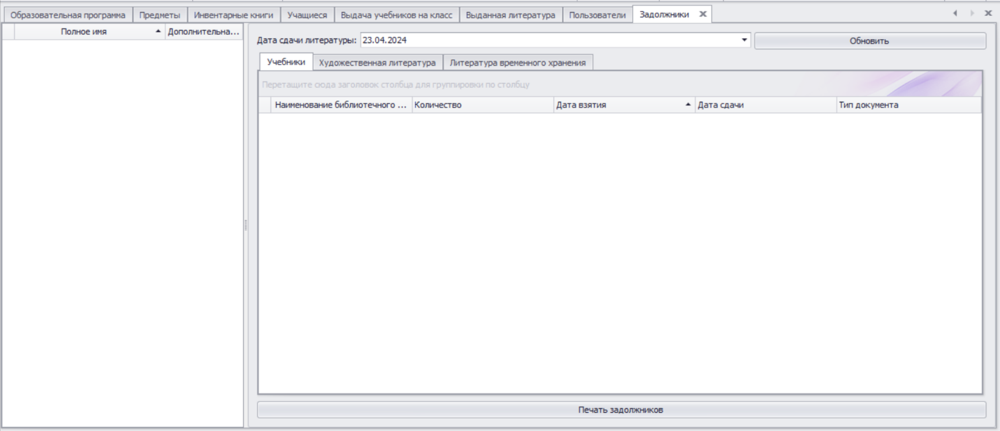 Образовательная программа Предметы Инвентарные книги Учащиеся Выдача учебников на класс Выданная литература Пользователи Задолжники
Полное имя Дополнительна...
Дата сдачи литературы: 23.04.2024 Обновить
Учебники Художественная литература Литература временного хранения
Перетащите сюда заголовок столбца для группировки по столбцу
Наименование библиотечного ... Количество Дата взятия Дата сдачи Тип документа
Печать задолжников